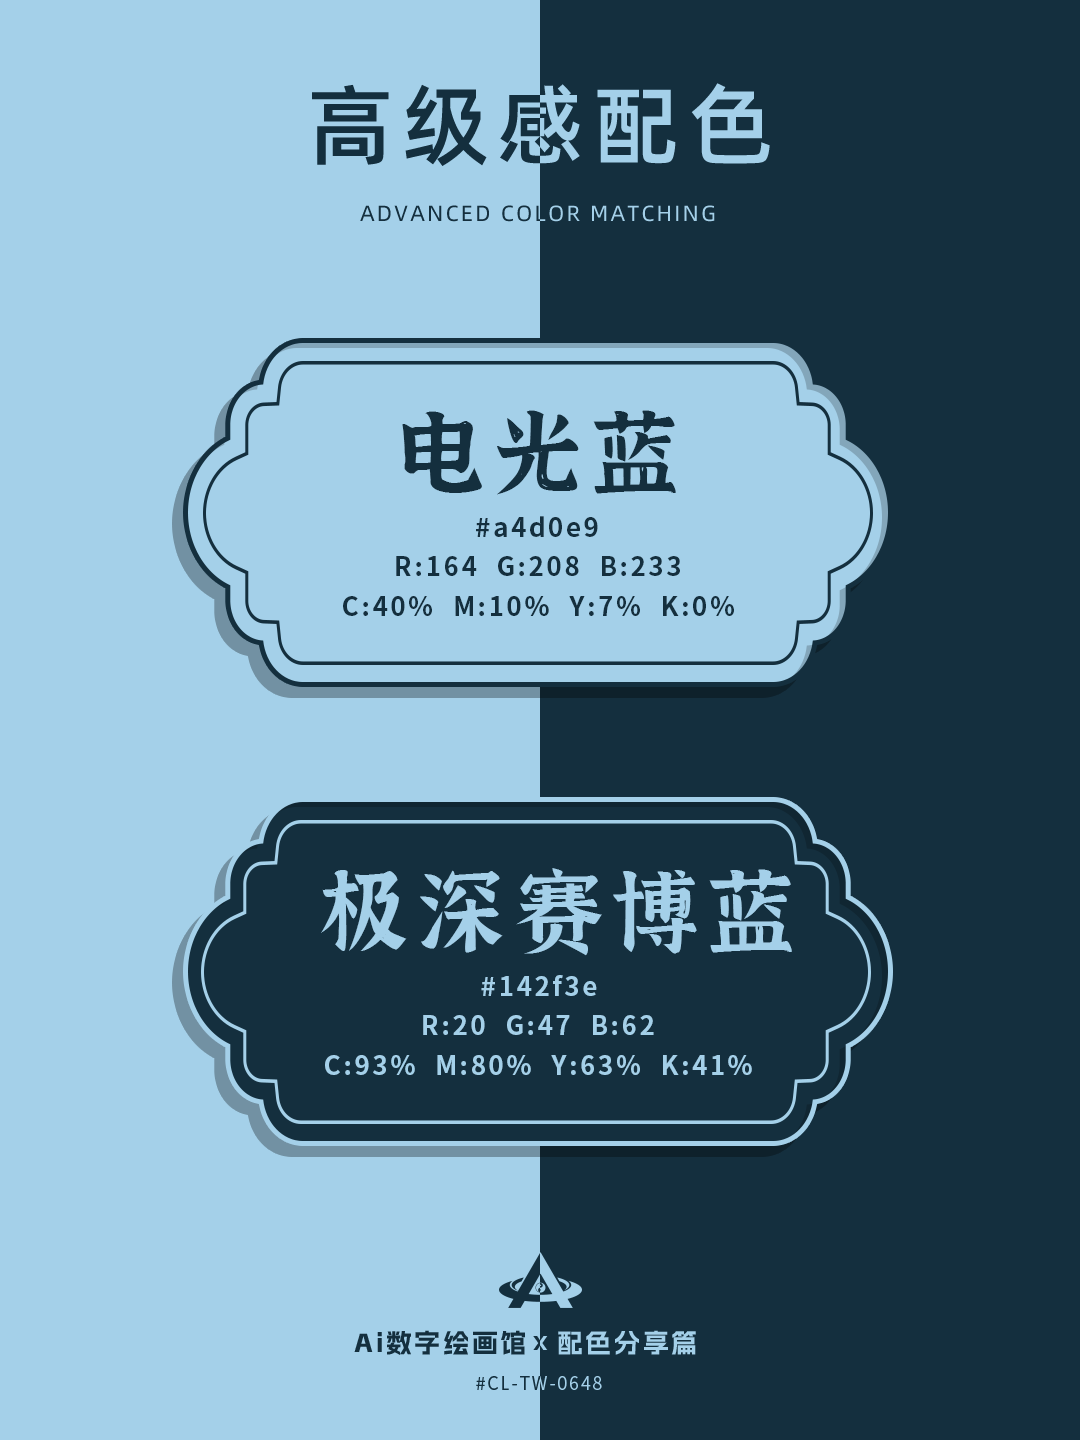 高级感配色
ADVANCED COLOR MATCHING
电光蓝
#a4d0e9
R:164 G:208 B:233
C:40% M:10% Y:7% K:0%
极深赛博蓝
#142f3e
R:20 G:47 B:62
C:93% M:80% Y:63% K:41%
Ai数字绘画馆 x 配色分享篇
#CL-TW-0648